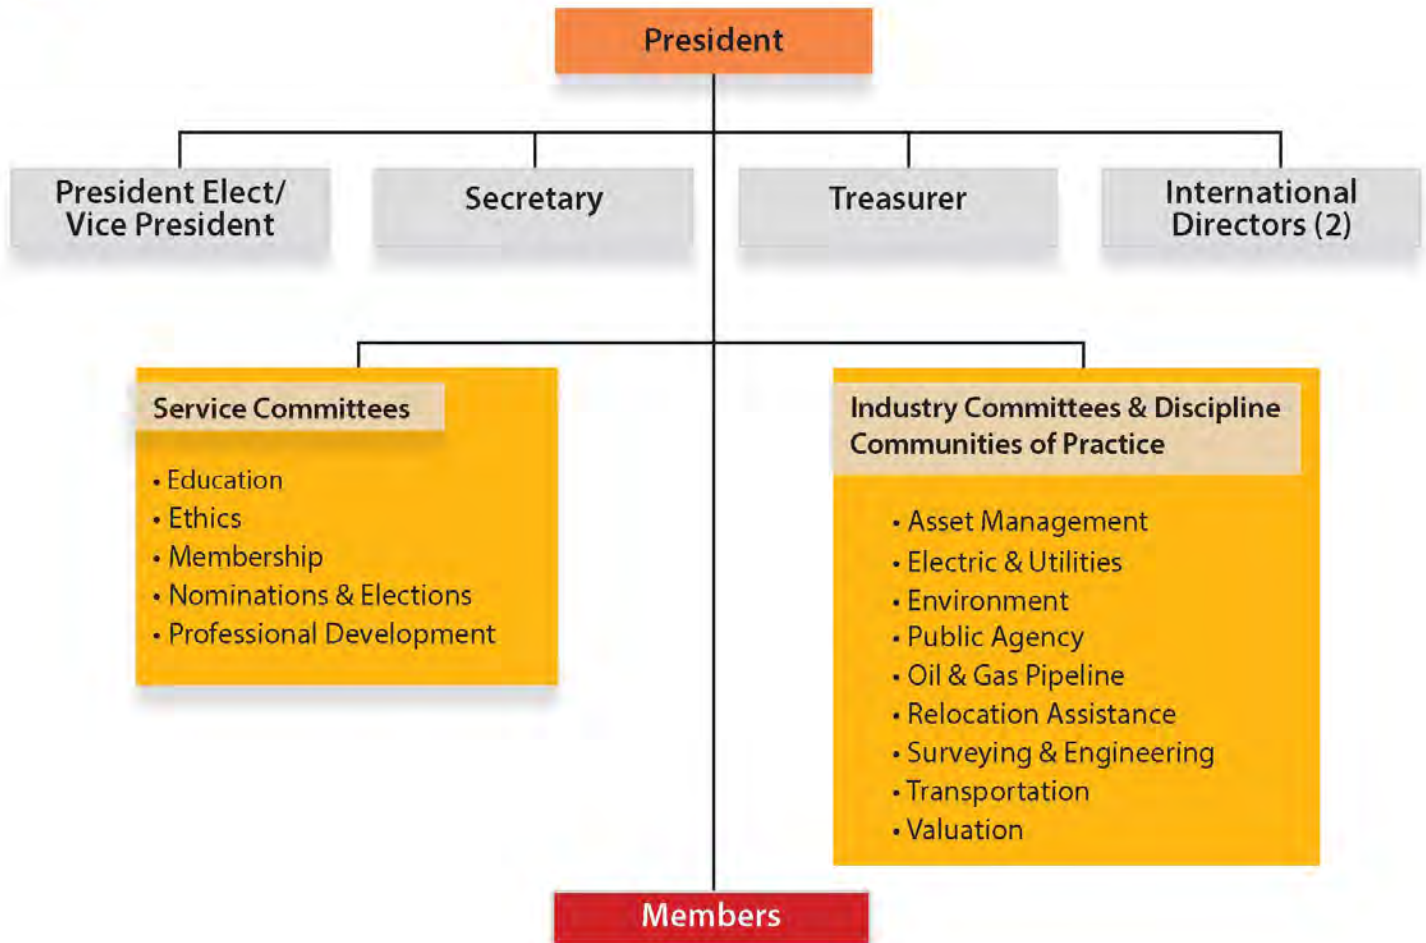 President
President Elect/
Vice President
Secretary
Treasurer
International
Directors (2)
Service Committees
• Education
• Ethics
• Membership
• Nominations & Elections
• Professional Development
Industry Committees & Discipline
Communities of Practice
• Asset Management
• Electric & Utilities
• Environment
• Public Agency
• Oil & Gas Pipeline
• Relocation Assistance
• Surveying & Engineering
• Transportation
• Valuation
Members